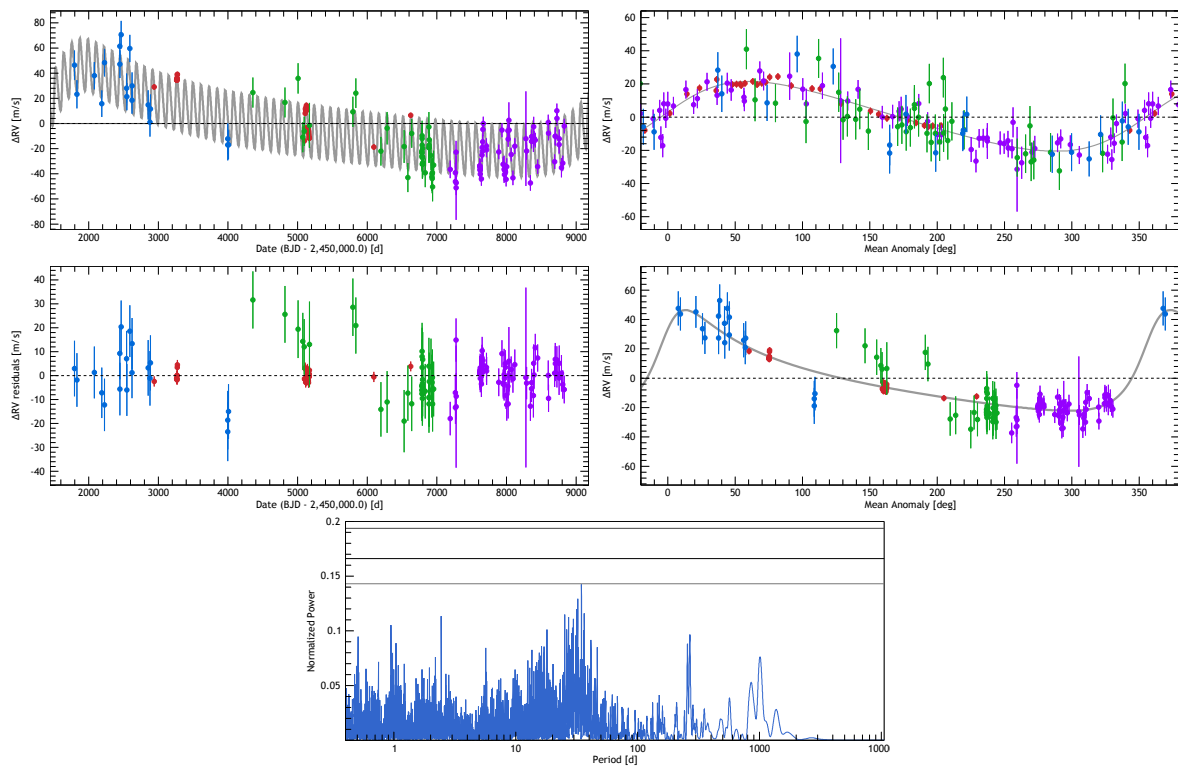 80
60
40
20
0
-20
-40
-60
-80
ΔRV [m/s]
2000 3000 4000 5000 6000 7000 8000 9000
Date (BJD - 2,450,000.0) [d]
60
40
20
0
-20
-40
-60
ΔRV [m/s]
0 50 100 150 200 250 300 350
Mean Anomaly [deg]
40
30
20
10
0
-10
-20
-30
-40
ΔRV residuals [m/s]
2000 3000 4000 5000 6000 7000 8000 9000
Date (BJD - 2,450,000.0) [d]
60
40
20
0
-20
-40
-60
ΔRV [m/s]
0 50 100 150 200 250 300 350
Mean Anomaly [deg]
0.2
0.15
0.1
0.05
Normalized Power
1 10 100 1000 1000
Period [d]